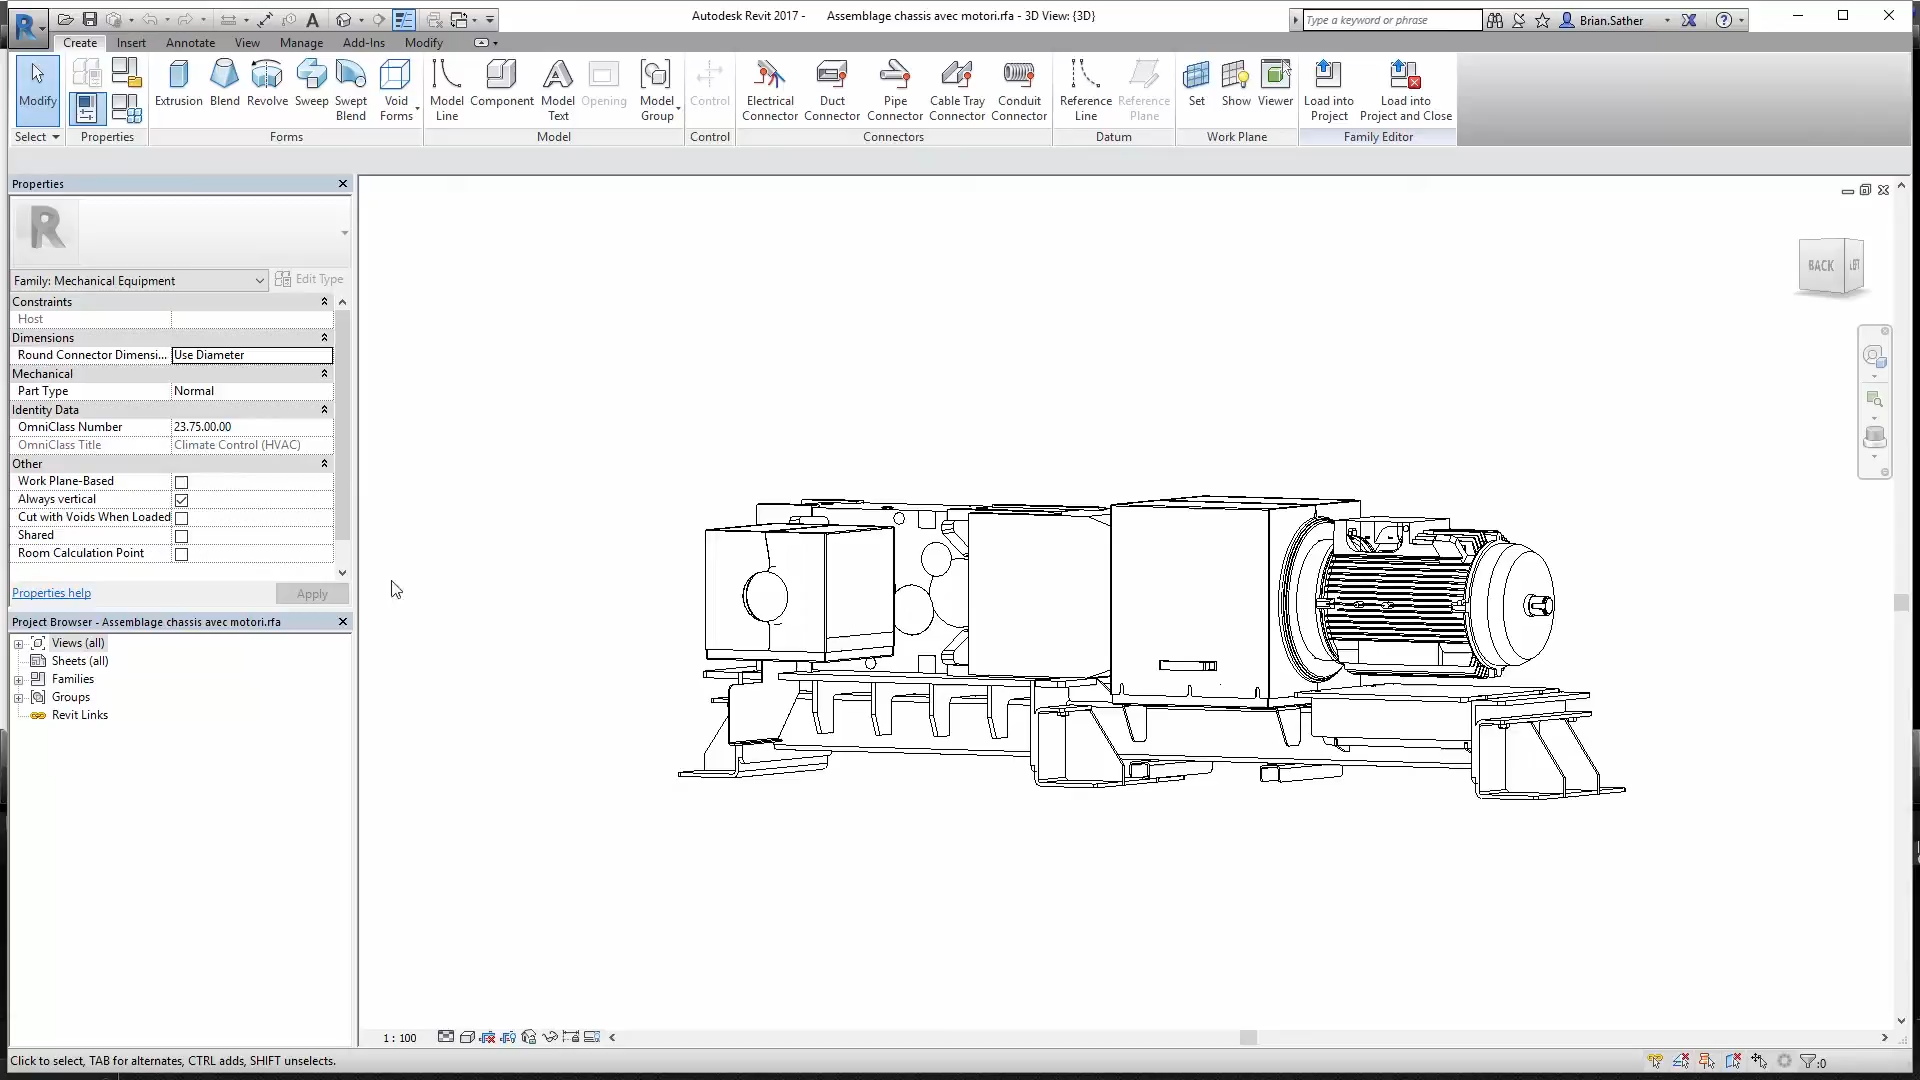 Autodesk Revit 2017 - Assemblage chassis avec motori.rfa - 3D View: {3D}
Type a keyword or phrase
Brian.Sather
Create Insert Annotate View Manage Add-Ins Modify
Modify
Extrusion Blend Revolve Sweep Swept Blend Void Forms
Model Line Component Model Text Opening Model Group
Control
Electrical Connector Duct Connector Pipe Connector Cable Tray Connector Conduit Connector
Reference Line Reference Plane
Set Show Viewer
Load into Project Load into Project and Close
Select Properties Forms Model Control Connectors Datum Work Plane Family Editor
Properties
R
Family: Mechanical Equipment Edit Type
Constraints
Host
Dimensions
Round Connector Dimensi... Use Diameter
Mechanical
Part Type Normal
Identity Data
OmniClass Number 23.75.00.00
OmniClass Title Climate Control (HVAC)
Other
Work Plane-Based
Always vertical
Cut with Voids When Loaded
Shared
Room Calculation Point
Properties help Apply
Project Browser - Assemblage chassis avec motori.rfa
Views (all)
Sheets (all)
Families
Groups
Revit Links
BACK
1 : 100
Click to select, TAB for alternates, CTRL adds, SHIFT unselects.
:0